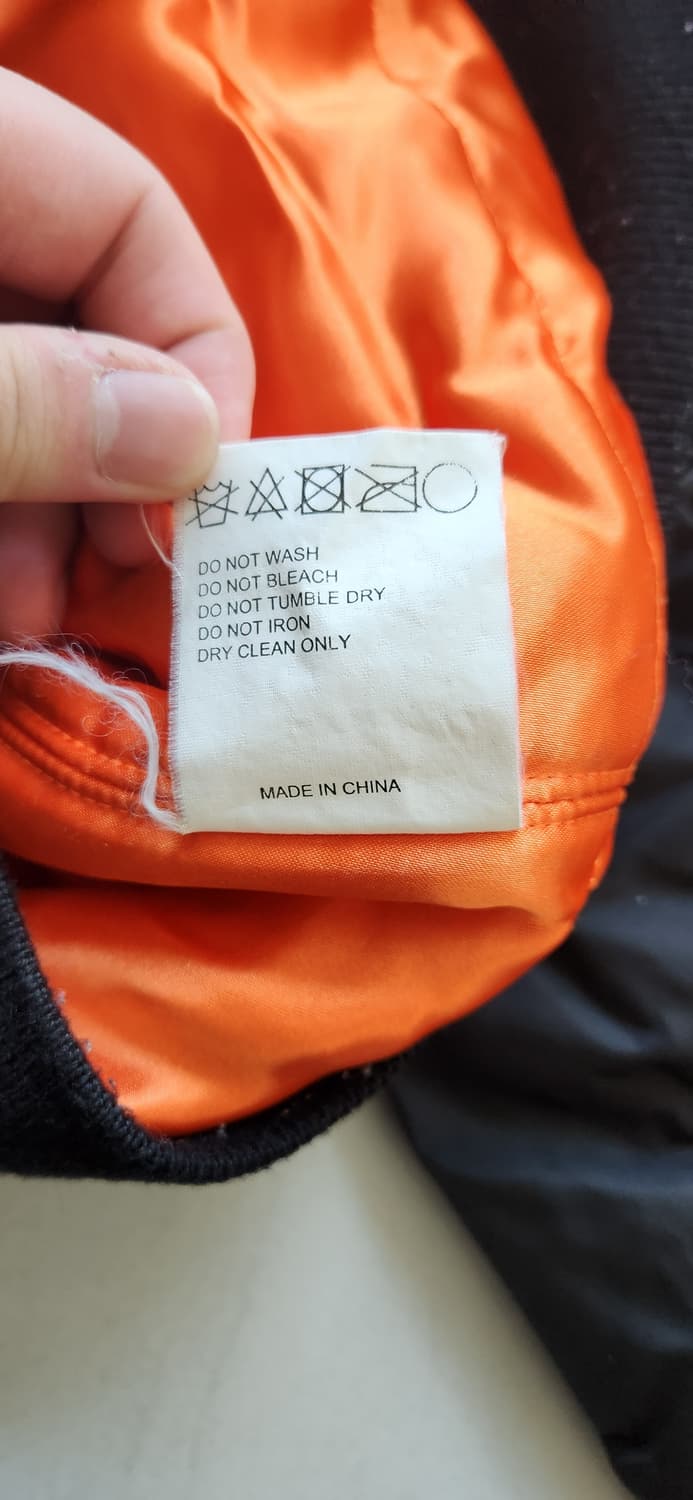 DO NOT WASH
DO NOT BLEACH
DO NOT TUMBLE DRY
DO NOT IRON
DRY CLEAN ONLY
MADE IN CHINA